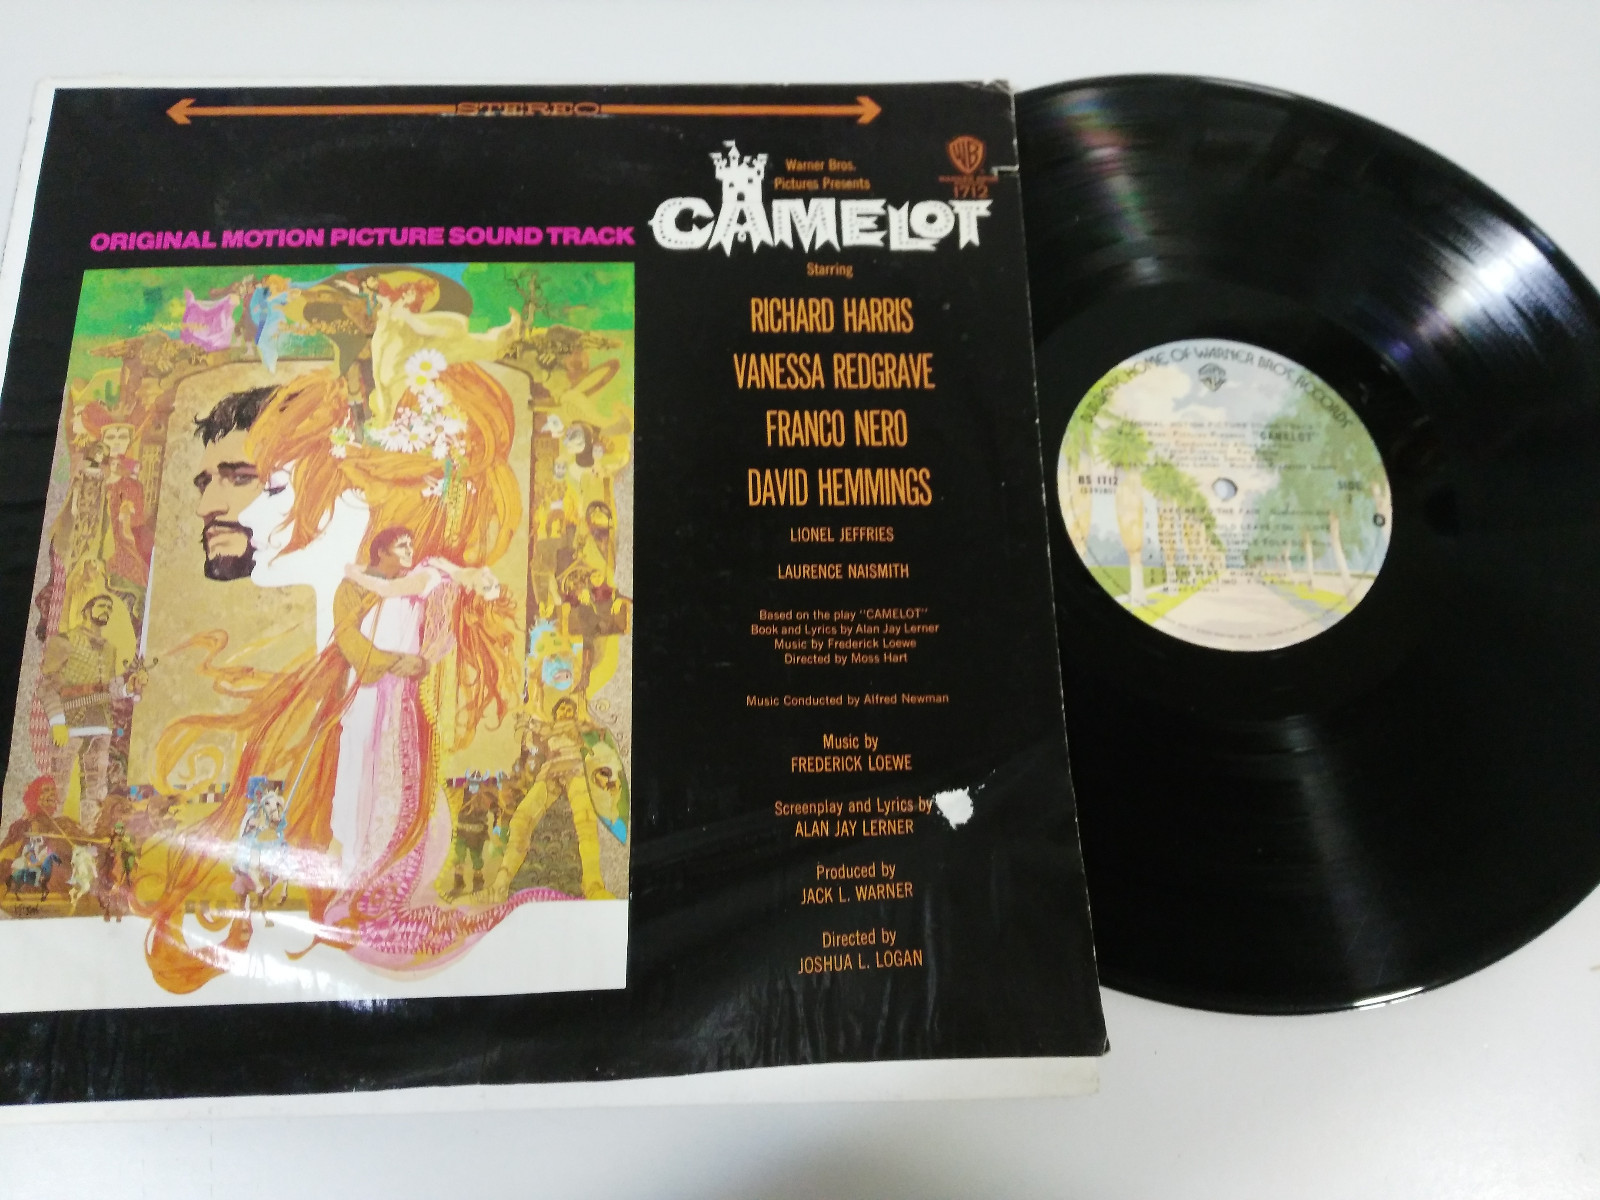 STEREO
ORIGINAL MOTION PICTURE SOUND TRACK
Warner Bros.
Pictures Presents
CAMELOT
WB
1712
Starring
RICHARD HARRIS
VANESSA REDGRAVE
FRANCO NERO
DAVID HEMMINGS
LIONEL JEFFRIES
LAURENCE NAISMITH
Based on the play "CAMELOT"
Book and Lyrics by Alan Jay Lerner
Music by Frederick Loewe
Directed by Moss Hart
Music Conducted by Alfred Newman
Music by
FREDERICK LOEWE
Screenplay and Lyrics by
ALAN JAY LERNER
Produced by
JACK L. WARNER
Directed by
JOSHUA L. LOGAN
HOME OF WARNER BROS. RECORDS
"CAMELOT"
BS 1712
SIDE
2